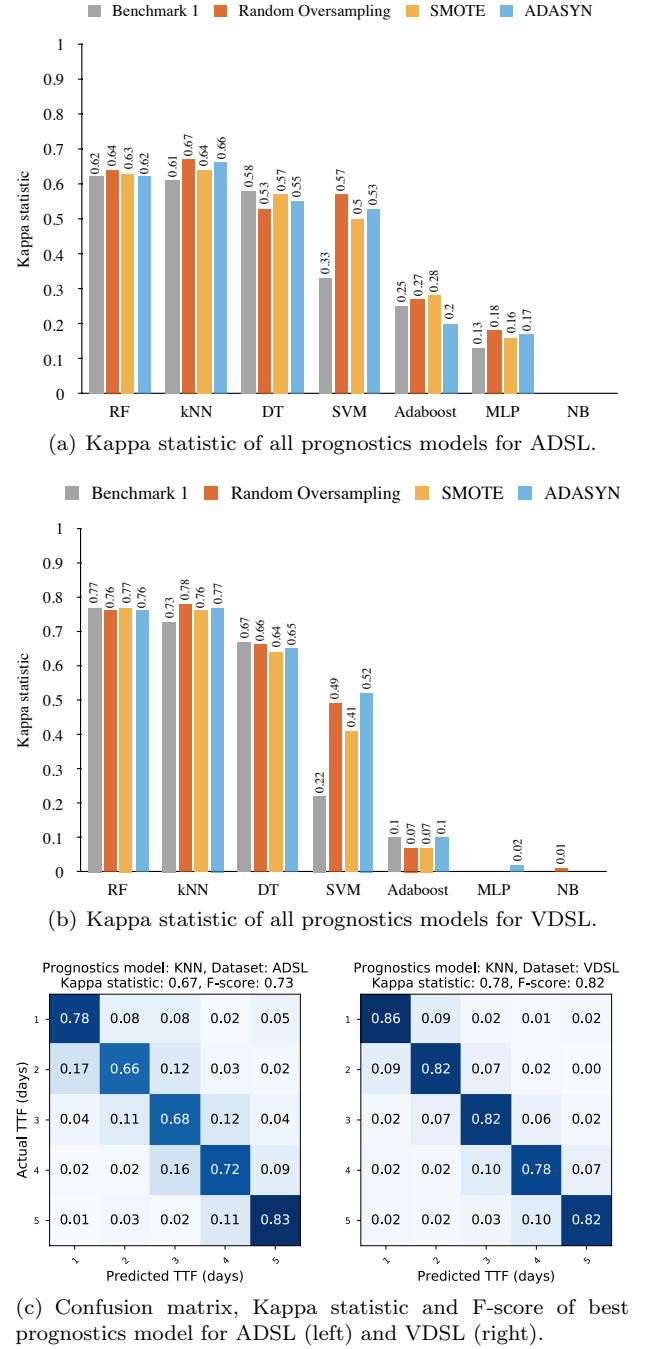 Benchmark 1 Random Oversampling SMOTE ADASYN
1
0.9
0.8
0.7
0.6
0.5
0.4
0.3
0.2
0.1
0
Kappa statistic
0.62 0.64 0.63 0.62
0.61 0.67 0.64 0.66
0.58 0.53 0.57 0.55
0.33 0.57 0.5 0.53
0.25 0.27 0.28 0.2
0.13 0.18 0.16 0.17
RF kNN DT SVM Adaboost MLP NB
(a) Kappa statistic of all prognostics models for ADSL.
Benchmark 1 Random Oversampling SMOTE ADASYN
1
0.9
0.8
0.7
0.6
0.5
0.4
0.3
0.2
0.1
0
Kappa statistic
0.77 0.76 0.77 0.76
0.73 0.78 0.76 0.77
0.67 0.66 0.64 0.65
0.22 0.49 0.41 0.52
0.1 0.07 0.07 0.1
0.02
0.01
RF kNN DT SVM Adaboost MLP NB
(b) Kappa statistic of all prognostics models for VDSL.
Prognostics model: KNN, Dataset: ADSL
Kappa statistic: 0.67, F-score: 0.73
Actual TTF (days)
1 0.78 0.08 0.08 0.02 0.05
2 0.17 0.66 0.12 0.03 0.02
3 0.04 0.11 0.68 0.12 0.04
4 0.02 0.02 0.16 0.72 0.09
5 0.01 0.03 0.02 0.11 0.83
1 2 3 4 5
Predicted TTF (days)
Prognostics model: KNN, Dataset: VDSL
Kappa statistic: 0.78, F-score: 0.82
1 0.86 0.09 0.02 0.01 0.02
2 0.09 0.82 0.07 0.02 0.00
3 0.02 0.07 0.82 0.06 0.02
4 0.02 0.02 0.10 0.78 0.07
5 0.02 0.02 0.03 0.10 0.82
1 2 3 4 5
Predicted TTF (days)
(c) Confusion matrix, Kappa statistic and F-score of best
prognostics model for ADSL (left) and VDSL (right).